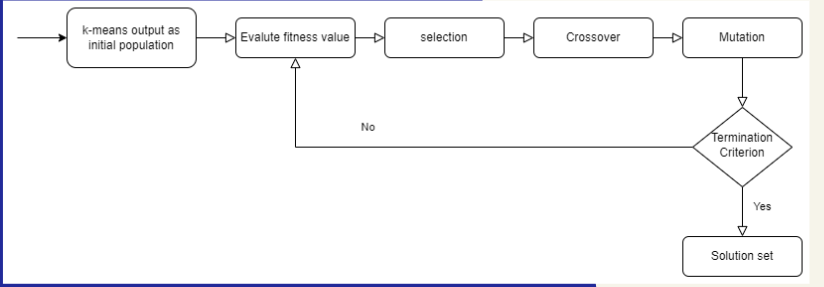 k-means output as
initial population
Evalute fitness value
selection
Crossover
Mutation
No
Termination
Criterion
Yes
Solution set